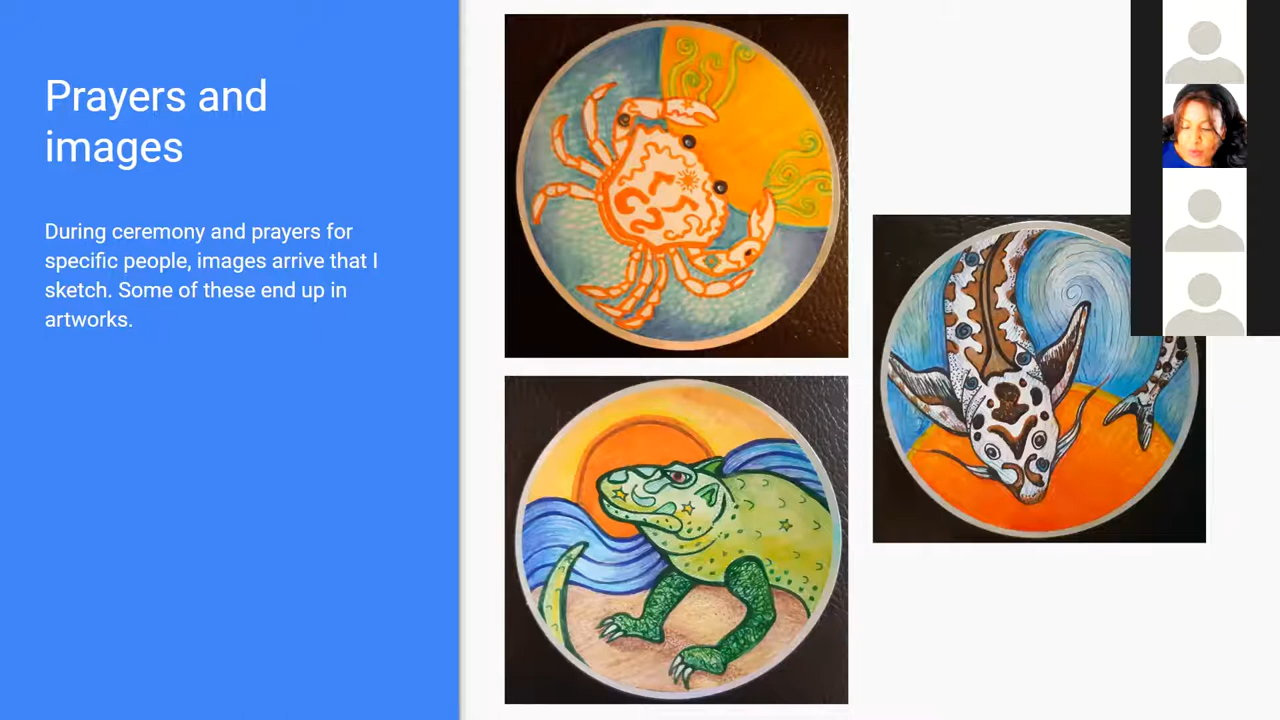 Prayers and
images
During ceremony and prayers for
specific people, images arrive that I
sketch. Some of these end up in
artworks.